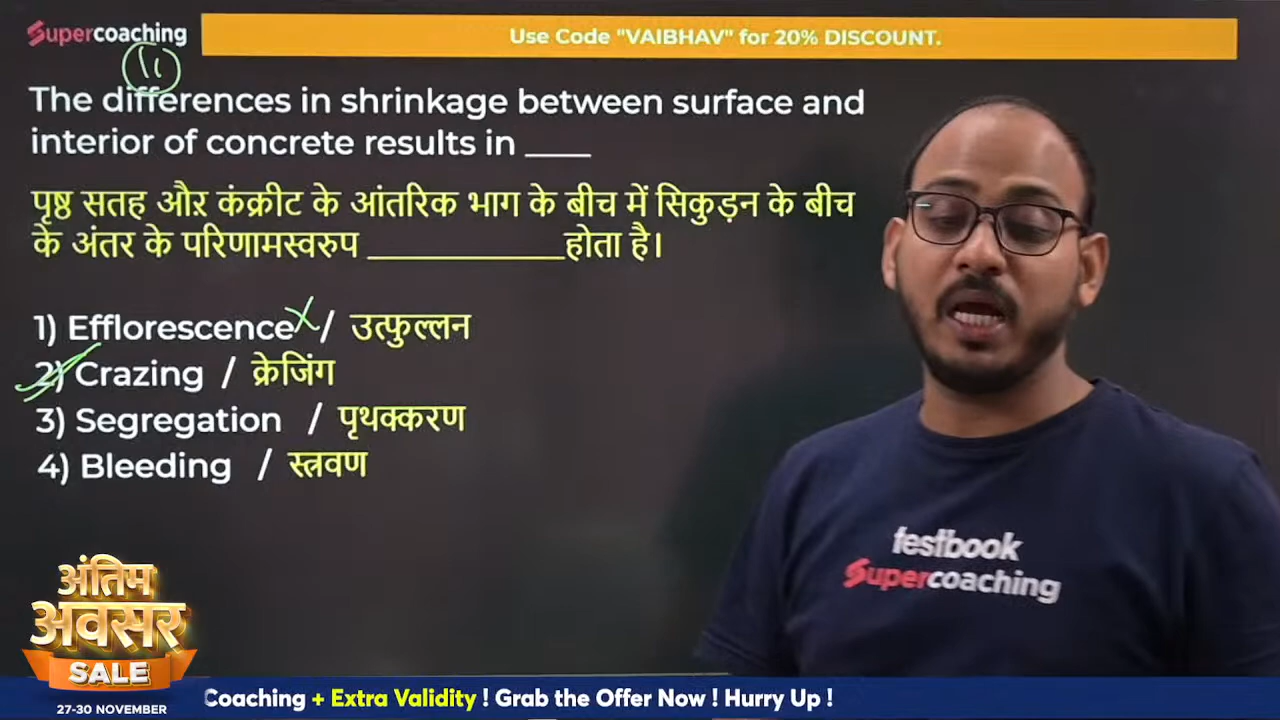 Supercoaching
Use Code "VAIBHAV" for 20% DISCOUNT.
11
The differences in shrinkage between surface and
interior of concrete results in ____
पृष्ठ सतह और कंक्रीट के आंतरिक भाग के बीच में सिकुड़न के बीच
के अंतर के परिणामस्वरुप ___________होता है।
1) Efflorescence / उत्फुल्लन
2) Crazing / क्रेजिंग
3) Segregation / पृथक्करण
4) Bleeding / स्त्रवण
testbook
Supercoaching
अंतिम
अवसर
SALE
27-30 NOVEMBER
Coaching + Extra Validity ! Grab the Offer Now ! Hurry Up !